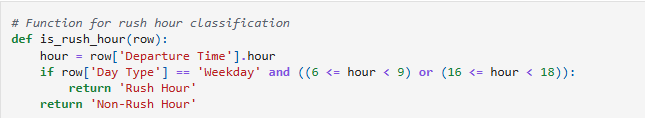 # Function for rush hour classification
def is_rush_hour(row):
    hour = row['Departure Time'].hour
    if row['Day Type'] == 'Weekday' and ((6 <= hour < 9) or (16 <= hour < 18)):
        return 'Rush Hour'
    return 'Non-Rush Hour'